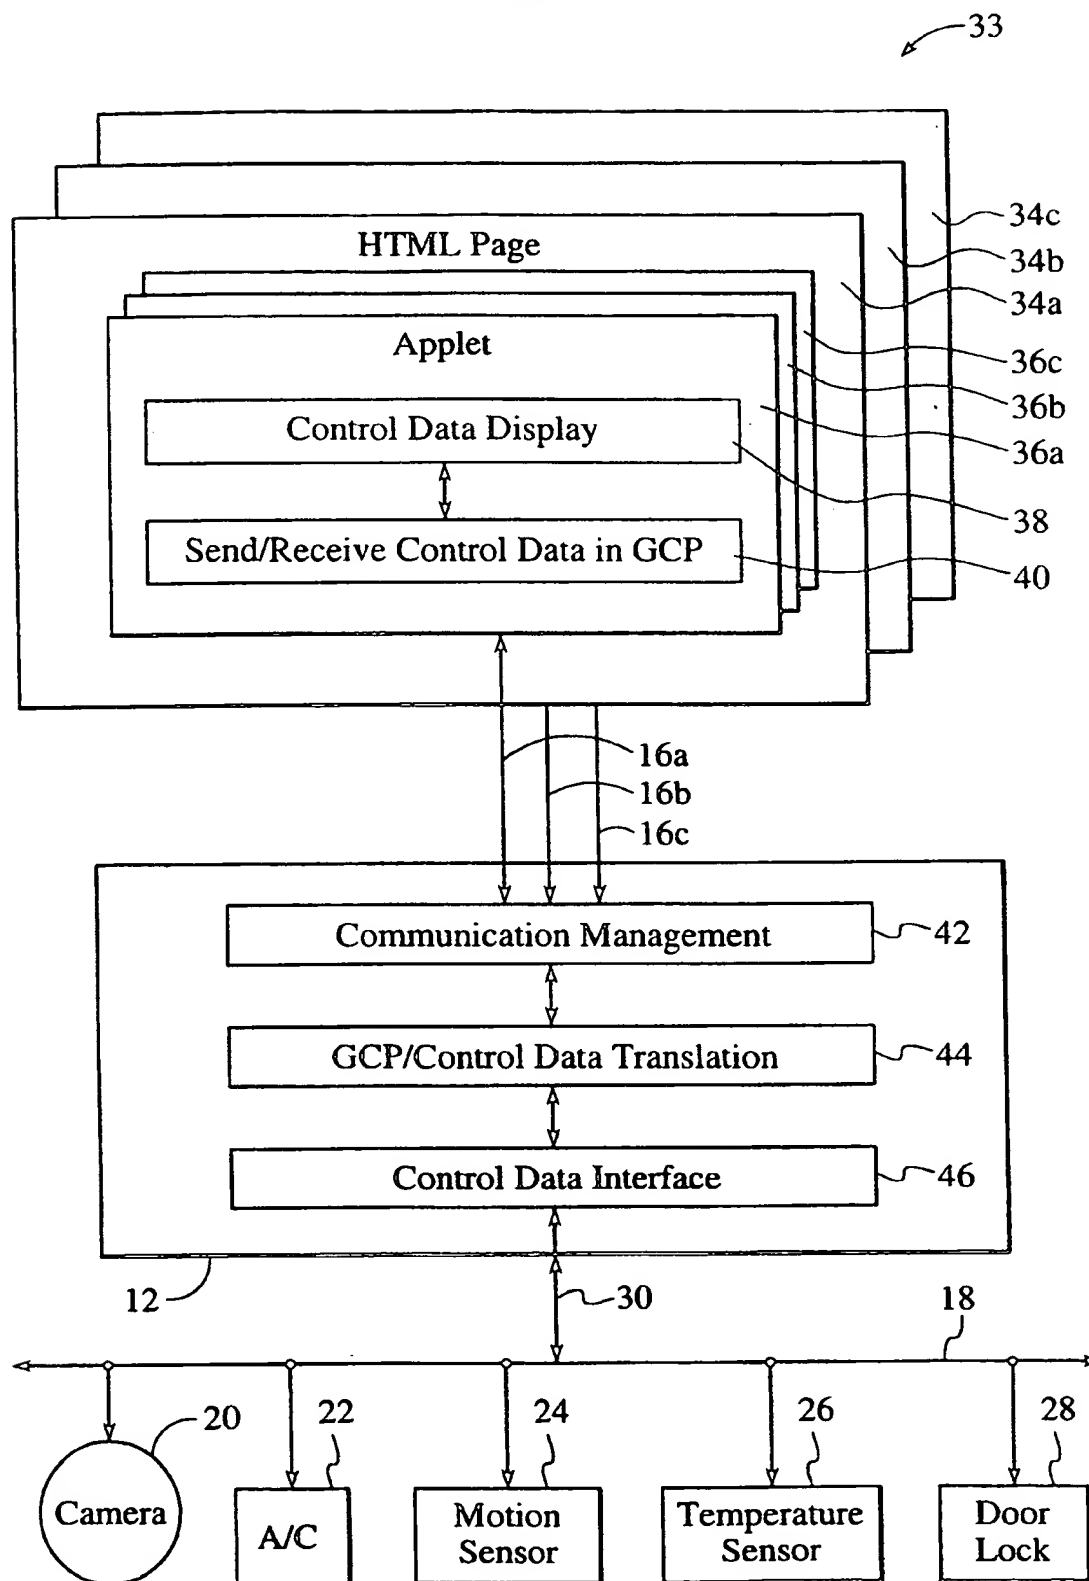 33
HTML Page
34c
34b
34a
Applet
36c
36b
36a
Control Data Display
38
Send/Receive Control Data in GCP
40
16a
16b
16c
Communication Management
42
GCP/Control Data Translation
44
Control Data Interface
46
12
30
18
20
22
24
26
28
Camera
A/C
Motion
Sensor
Temperature
Sensor
Door
Lock